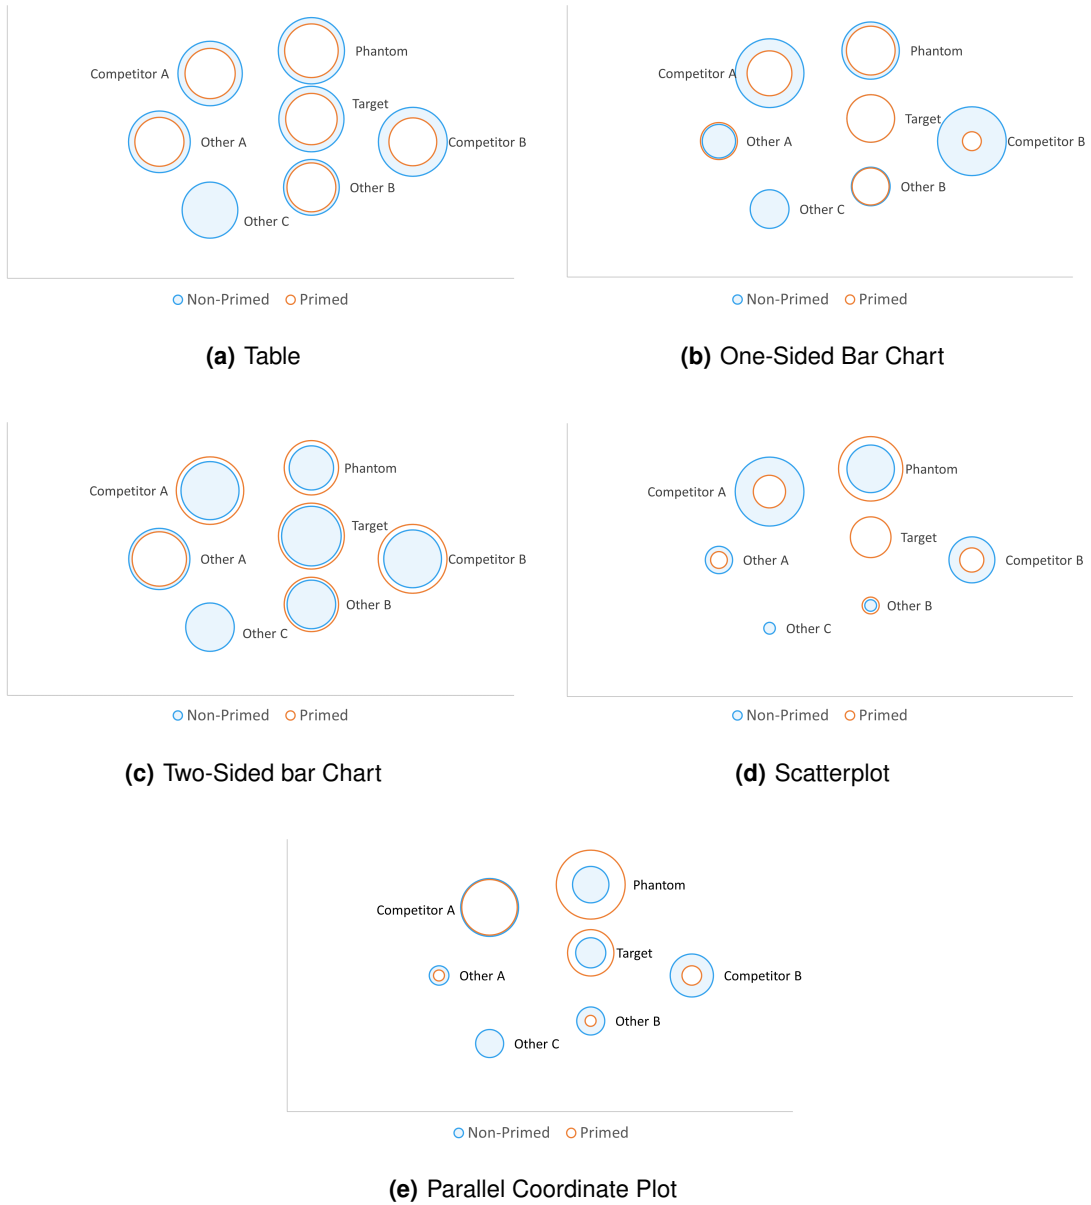 Phantom
Competitor A
Target
Other A
Competitor B
Other B
Other C
Non-Primed Primed
(a) Table
Phantom
Competitor A
Target
Other A
Competitor B
Other B
Other C
Non-Primed Primed
(b) One-Sided Bar Chart
Phantom
Competitor A
Target
Other A
Competitor B
Other B
Other C
Non-Primed Primed
(c) Two-Sided bar Chart
Phantom
Competitor A
Target
Other A
Competitor B
Other B
Other C
Non-Primed Primed
(d) Scatterplot
Phantom
Competitor A
Target
Other A
Competitor B
Other B
Other C
Non-Primed Primed
(e) Parallel Coordinate Plot